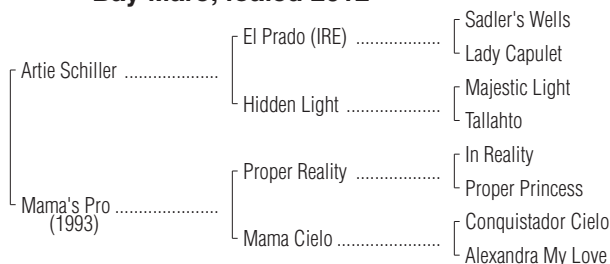 Bay Mare, foaled 2012
Sadler's Wells
El Prado (IRE) ...................
Lady Capulet
Artie Schiller .....................
Majestic Light
Hidden Light ....................
Tallahto
In Reality
Proper Reality ..................
Proper Princess
Mama's Pro .......................
(1993)
Conquistador Cielo
Mama Cielo ......................
Alexandra My Love